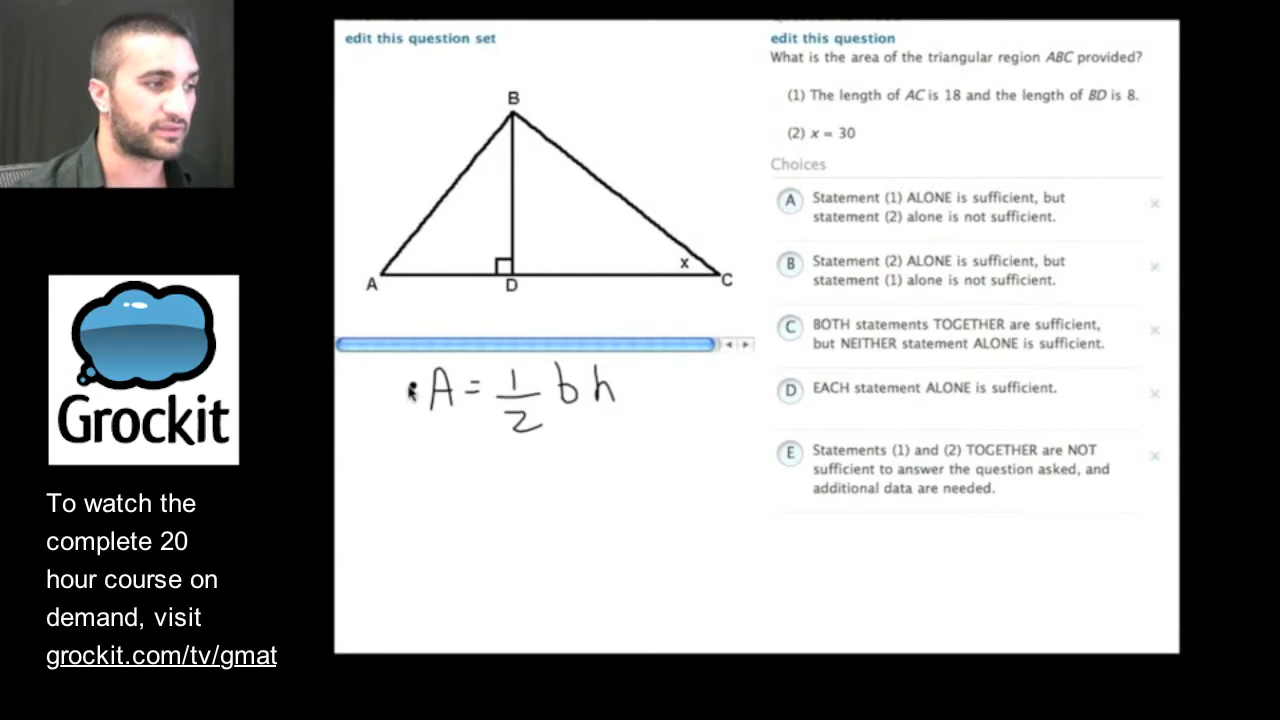 edit this question set
B
A
D
C
x
A = 1/2 b h
edit this question
What is the area of the triangular region ABC provided?
(1) The length of AC is 18 and the length of BD is 8.
(2) x = 30
Choices
A Statement (1) ALONE is sufficient, but
statement (2) alone is not sufficient.
B Statement (2) ALONE is sufficient, but
statement (1) alone is not sufficient.
C BOTH statements TOGETHER are sufficient,
but NEITHER statement ALONE is sufficient.
D EACH statement ALONE is sufficient.
E Statements (1) and (2) TOGETHER are NOT
sufficient to answer the question asked, and
additional data are needed.
Grockit
To watch the
complete 20
hour course on
demand, visit
grockit.com/tv/gmat